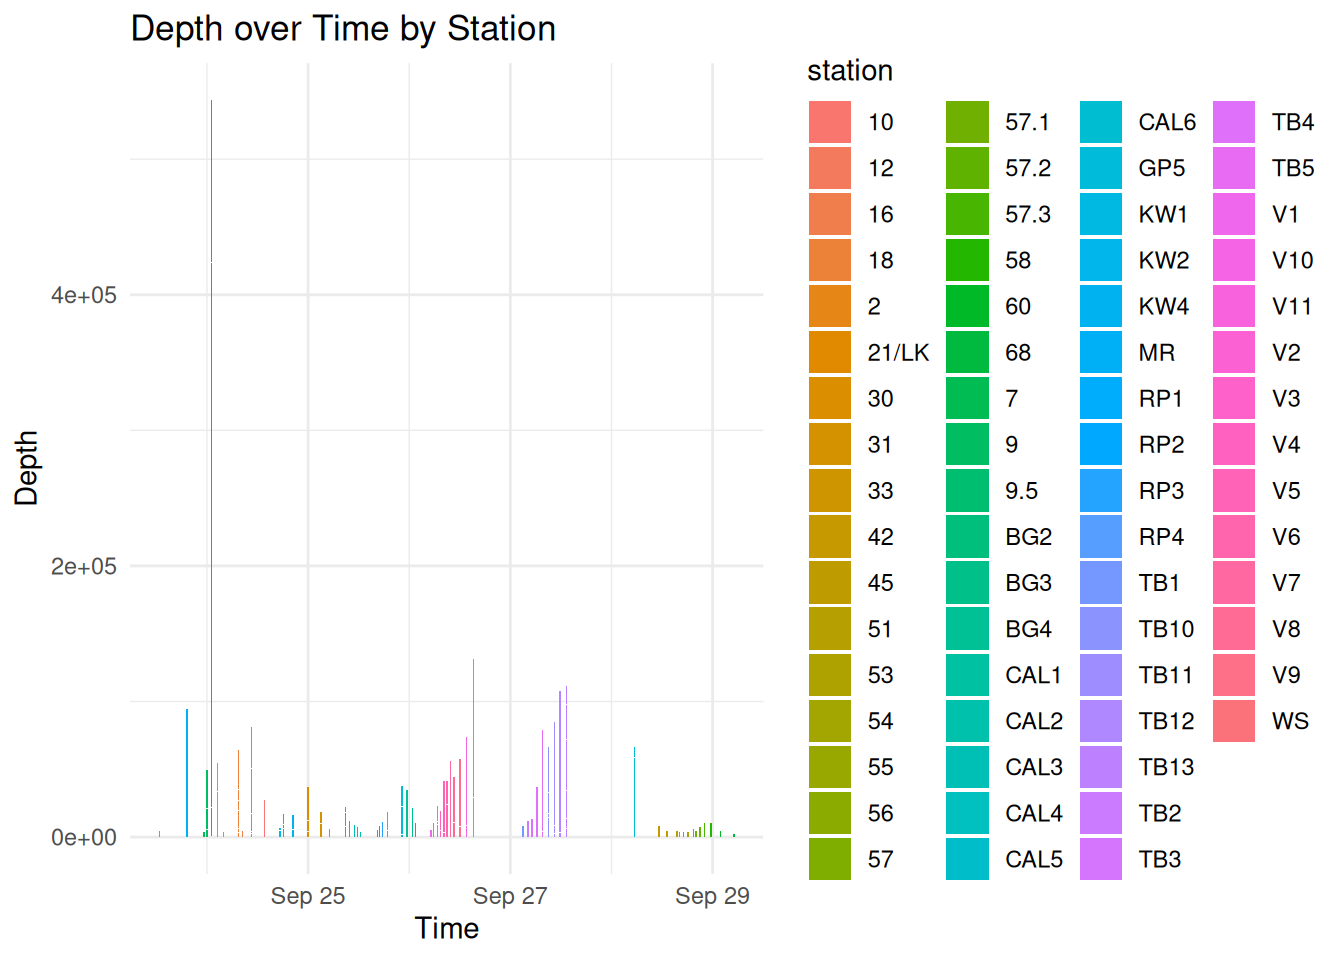 Depth over Time by Station
Depth
4e+05
2e+05
0e+00
Sep 25 Sep 27 Sep 29
Time
station
10 57.1 CAL6 TB4
12 57.2 GP5 TB5
16 57.3 KW1 V1
18 58 KW2 V10
2 60 KW4 V11
21/LK 68 MR V2
30 7 RP1 V3
31 9 RP2 V4
33 9.5 RP3 V5
42 BG2 RP4 V6
45 BG3 TB1 V7
51 BG4 TB10 V8
53 CAL1 TB11 V9
54 CAL2 TB12 WS
55 CAL3 TB13
56 CAL4 TB2
57 CAL5 TB3